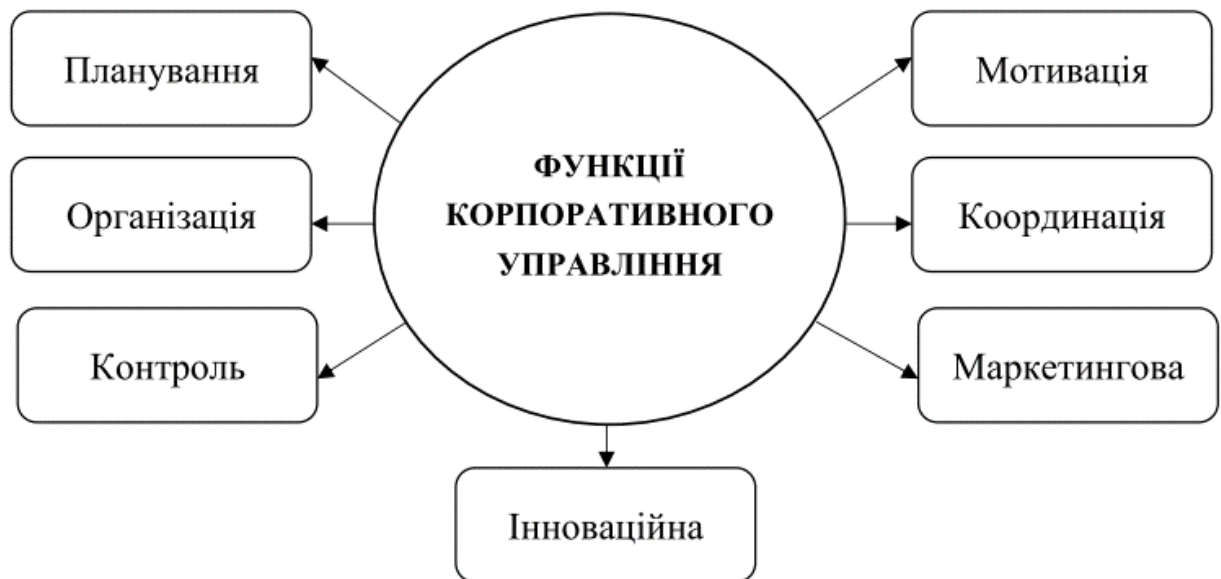 Планування
Мотивація
ФУНКЦІЇ
КОРПОРАТИВНОГО
УПРАВЛІННЯ
Організація
Координація
Контроль
Маркетингова
Інноваційна